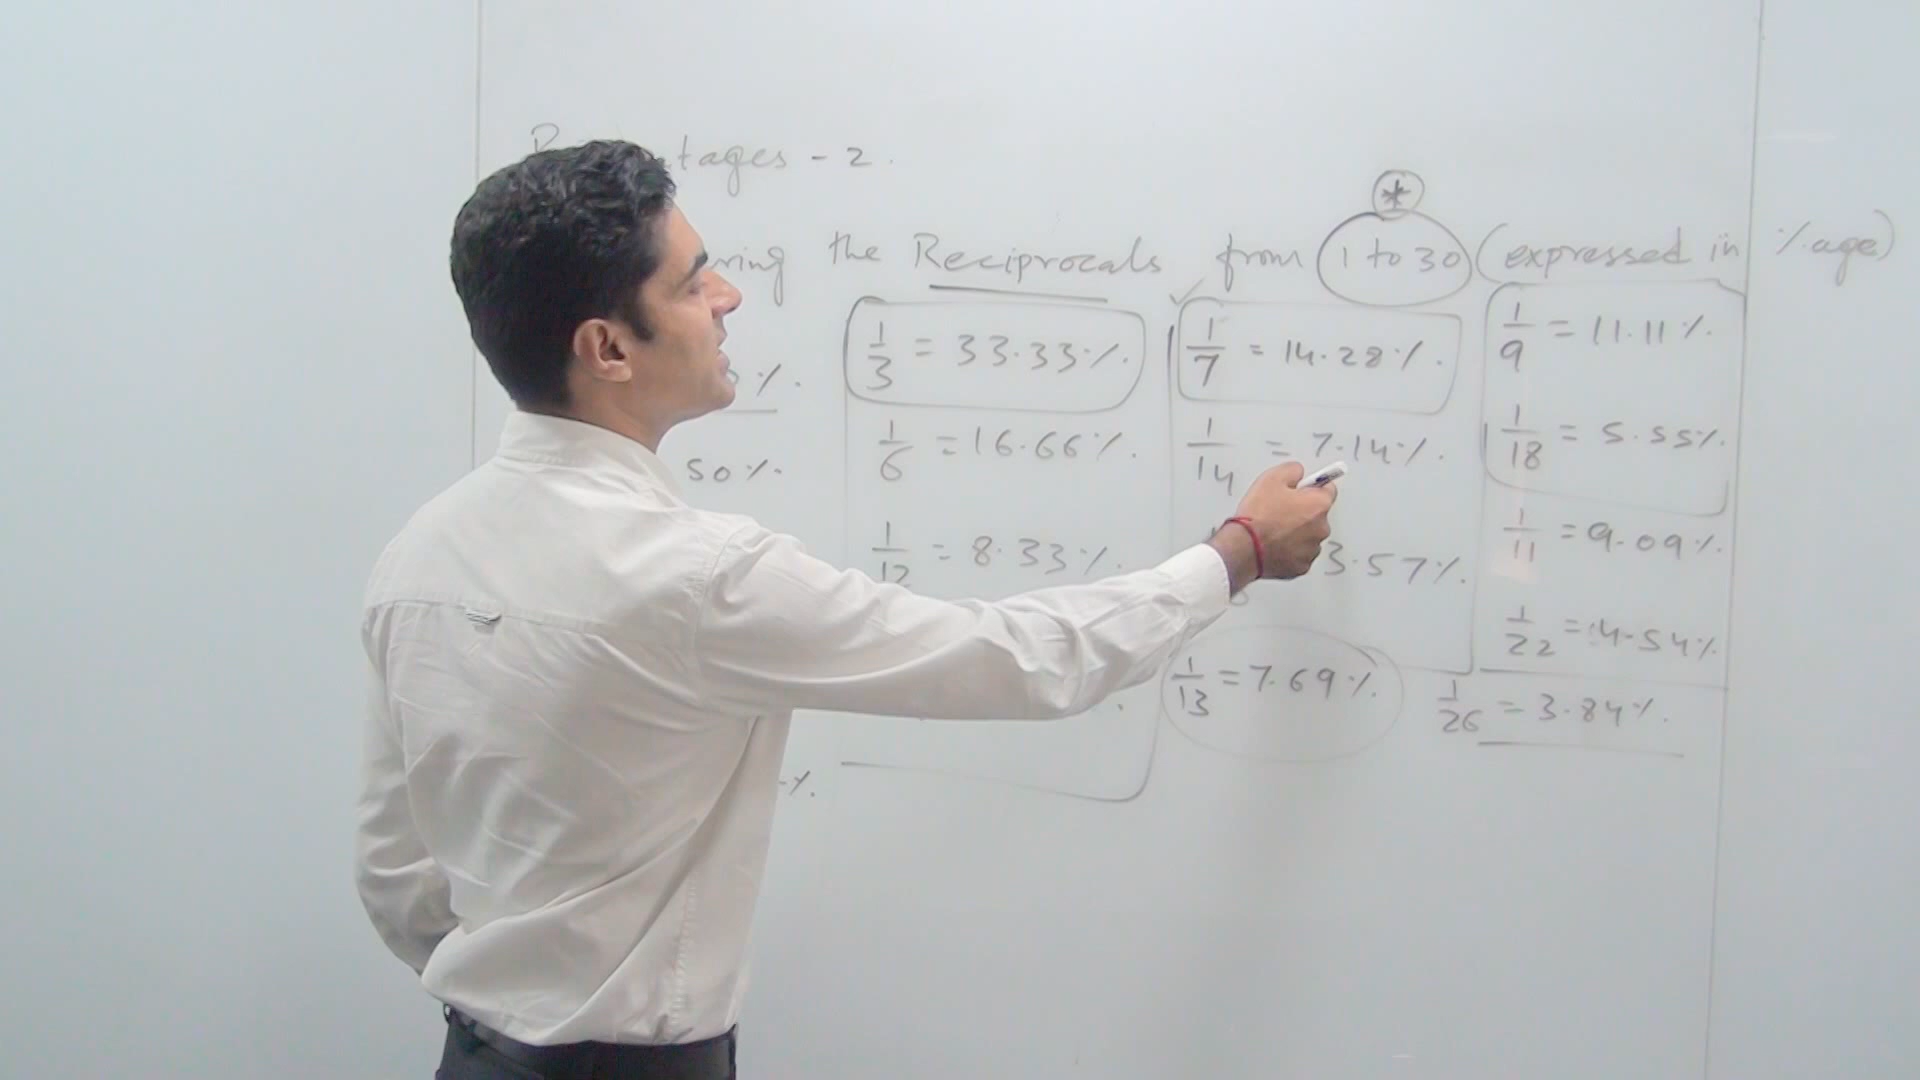 tages - 2.
*
the Reciprocals from 1 to 30 (expressed in %age)
1/3 = 33.33%. 1/7 = 14.28%. 1/9 = 11.11%.
50% 1/6 = 16.66%. 1/14 = 7.14%. 1/18 = 5.55%.
1/12 = 8.33%. 3.57%. 1/11 = 9.09%.
1/22 = 4.54%
1/13 = 7.69%. 1/26 = 3.84%.